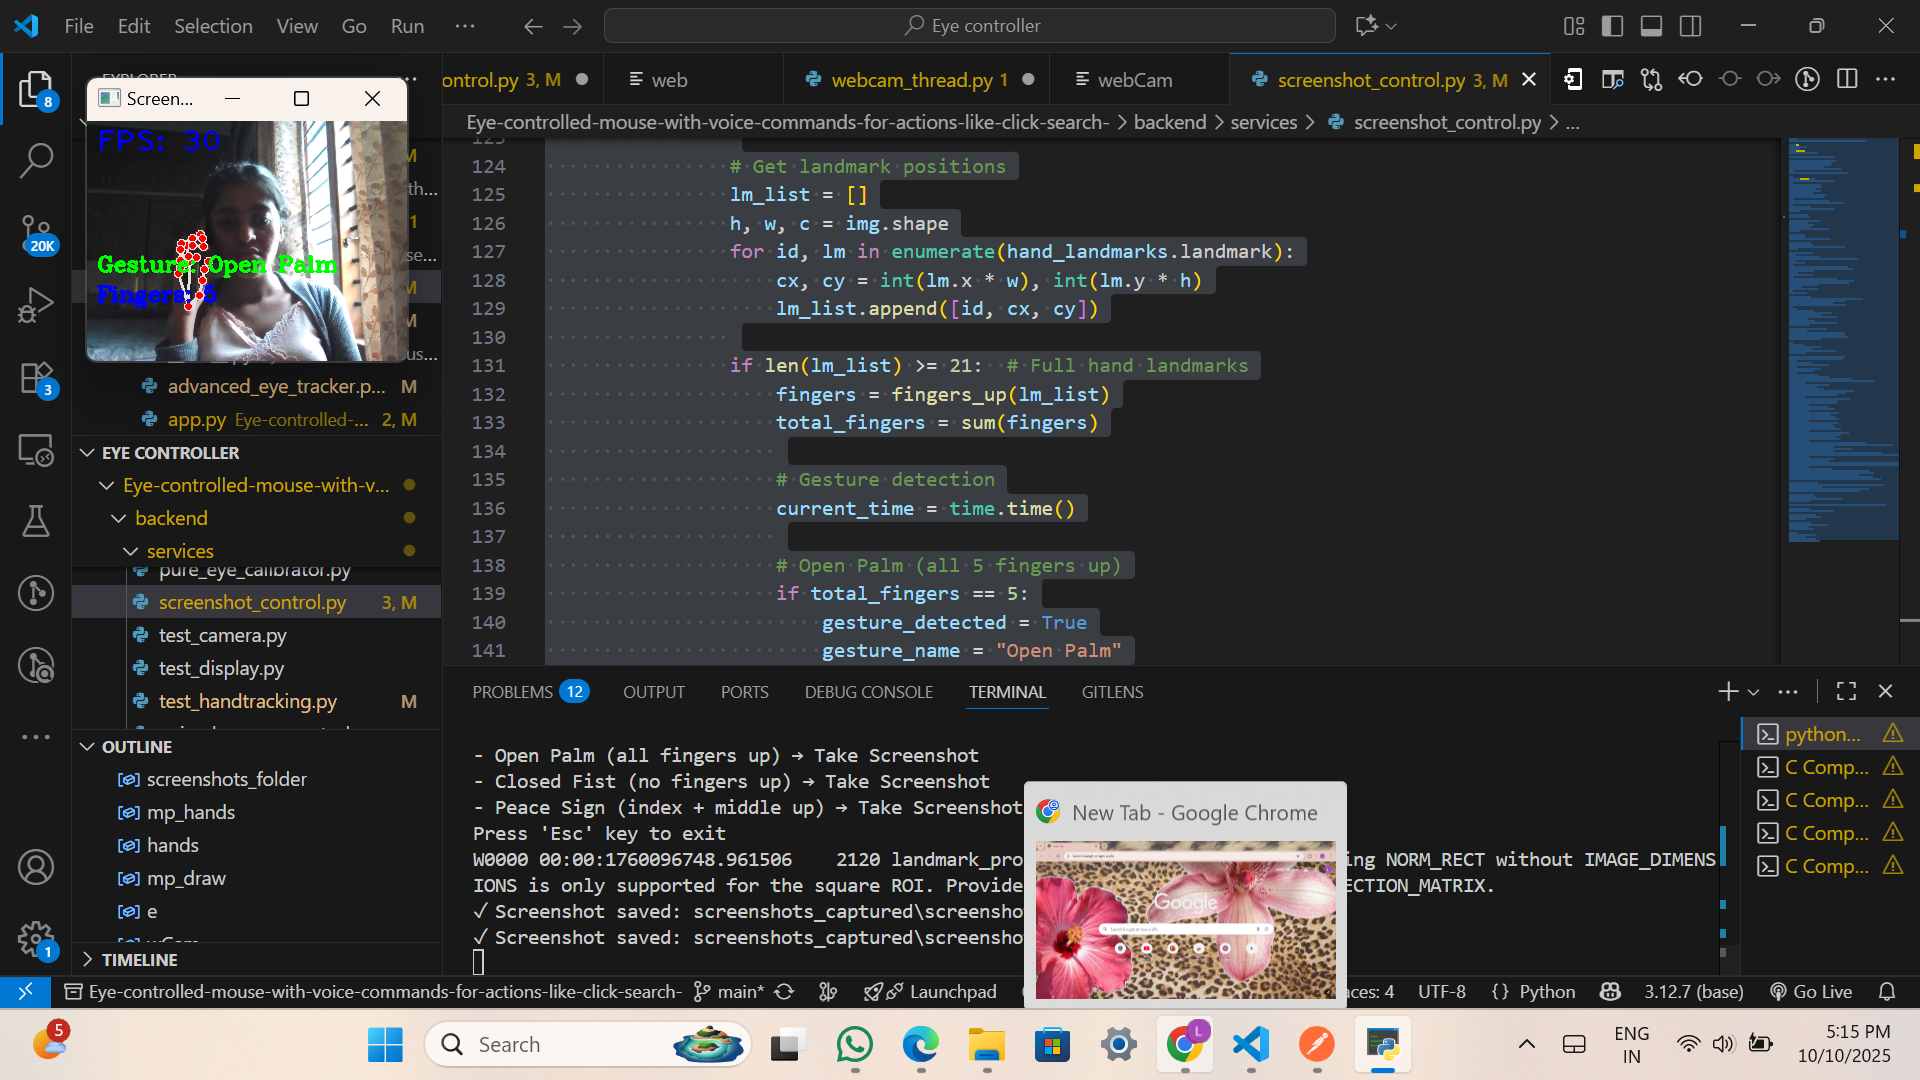 File Edit Selection View Go Run ···
Eye controller
EXPLORER
Screen...
ontrol.py 3, M
web
webcam_thread.py 1
webCam
screenshot_control.py 3, M
Eye-controlled-mouse-with-voice-commands-for-actions-like-click-search- > backend > services > screenshot_control.py > ...
8
20K
3
1
FPS: 30
Gesture: Open Palm
Fingers: 5
advanced_eye_tracker.p... M
app.py Eye-controlled-... 2, M
EYE CONTROLLER
Eye-controlled-mouse-with-v...
backend
services
pure_eye_calibrator.py
screenshot_control.py 3, M
test_camera.py
test_display.py
test_handtracking.py M
OUTLINE
screenshots_folder
mp_hands
hands
mp_draw
e
TIMELINE
124 # Get landmark positions
125 lm_list = []
126 h, w, c = img.shape
127 for id, lm in enumerate(hand_landmarks.landmark):
128 cx, cy = int(lm.x * w), int(lm.y * h)
129 lm_list.append([id, cx, cy])
130
131 if len(lm_list) >= 21: # Full hand landmarks
132 fingers = fingers_up(lm_list)
133 total_fingers = sum(fingers)
134
135 # Gesture detection
136 current_time = time.time()
137
138 # Open Palm (all 5 fingers up)
139 if total_fingers == 5:
140 gesture_detected = True
141 gesture_name = "Open Palm"
PROBLEMS 12 OUTPUT PORTS DEBUG CONSOLE TERMINAL GITLENS
- Open Palm (all fingers up) → Take Screenshot
- Closed Fist (no fingers up) → Take Screenshot
- Peace Sign (index + middle up) → Take Screenshot
Press 'Esc' key to exit
W0000 00:00:1760096748.961506 2120 landmark_pro ing NORM_RECT without IMAGE_DIMENS
IONS is only supported for the square ROI. Provide ECTION_MATRIX.
✓ Screenshot saved: screenshots_captured\screensho
✓ Screenshot saved: screenshots_captured\screensho
python...
C Comp...
C Comp...
C Comp...
C Comp...
New Tab - Google Chrome
Google
Eye-controlled-mouse-with-voice-commands-for-actions-like-click-search- main* Launchpad aces: 4 UTF-8 {} Python 3.12.7 (base) Go Live
5
Search
L
ENG
IN
5:15 PM
10/10/2025